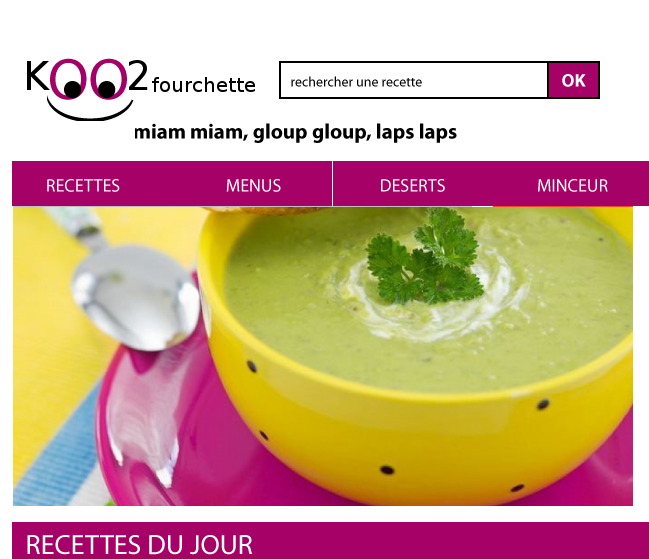 KOO2 fourchette
rechercher une recette OK
miam miam, gloup gloup, laps laps
RECETTES MENUS DESERTS MINCEUR
RECETTES DU JOUR